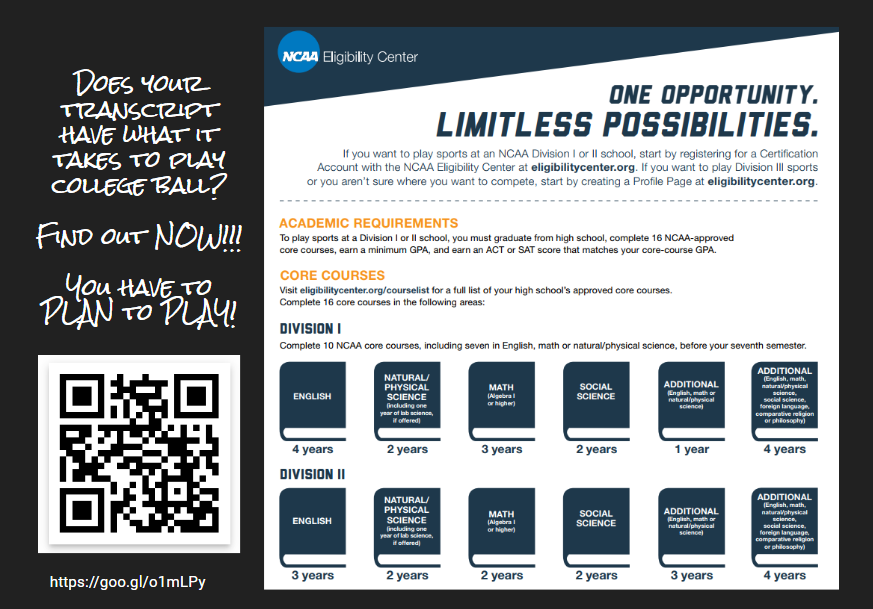 Does your
transcript
have what it
takes to play
college ball?
Find out NOW!!!
You have to
PLAN to PLAY!
https://goo.gl/o1mLPy
NCAA Eligibility Center
ONE OPPORTUNITY.
LIMITLESS POSSIBILITIES.
If you want to play sports at an NCAA Division I or II school, start by registering for a Certification
Account with the NCAA Eligibility Center at eligibilitycenter.org. If you want to play Division III sports
or you aren't sure where you want to compete, start by creating a Profile Page at eligibilitycenter.org.
ACADEMIC REQUIREMENTS
To play sports at a Division I or II school, you must graduate from high school, complete 16 NCAA-approved
core courses, earn a minimum GPA, and earn an ACT or SAT score that matches your core-course GPA.
CORE COURSES
Visit eligibilitycenter.org/courselist for a full list of your high school's approved core courses.
Complete 16 core courses in the following areas:
DIVISION I
Complete 10 NCAA core courses, including seven in English, math or natural/physical science, before your seventh semester.
ENGLISH
4 years
NATURAL/
PHYSICAL
SCIENCE
(including one
year of lab science,
if offered)
2 years
MATH
(Algebra I
or higher)
3 years
SOCIAL
SCIENCE
2 years
ADDITIONAL
(English, math or
natural/physical
science)
1 year
ADDITIONAL
(English, math,
natural/physical
science,
social science,
foreign language,
comparative religion
or philosophy)
4 years
DIVISION II
ENGLISH
3 years
NATURAL/
PHYSICAL
SCIENCE
(including one
year of lab science,
if offered)
2 years
MATH
(Algebra I
or higher)
2 years
SOCIAL
SCIENCE
2 years
ADDITIONAL
(English, math or
natural/physical
science)
3 years
ADDITIONAL
(English, math,
natural/physical
science,
social science,
foreign language,
comparative religion
or philosophy)
4 years